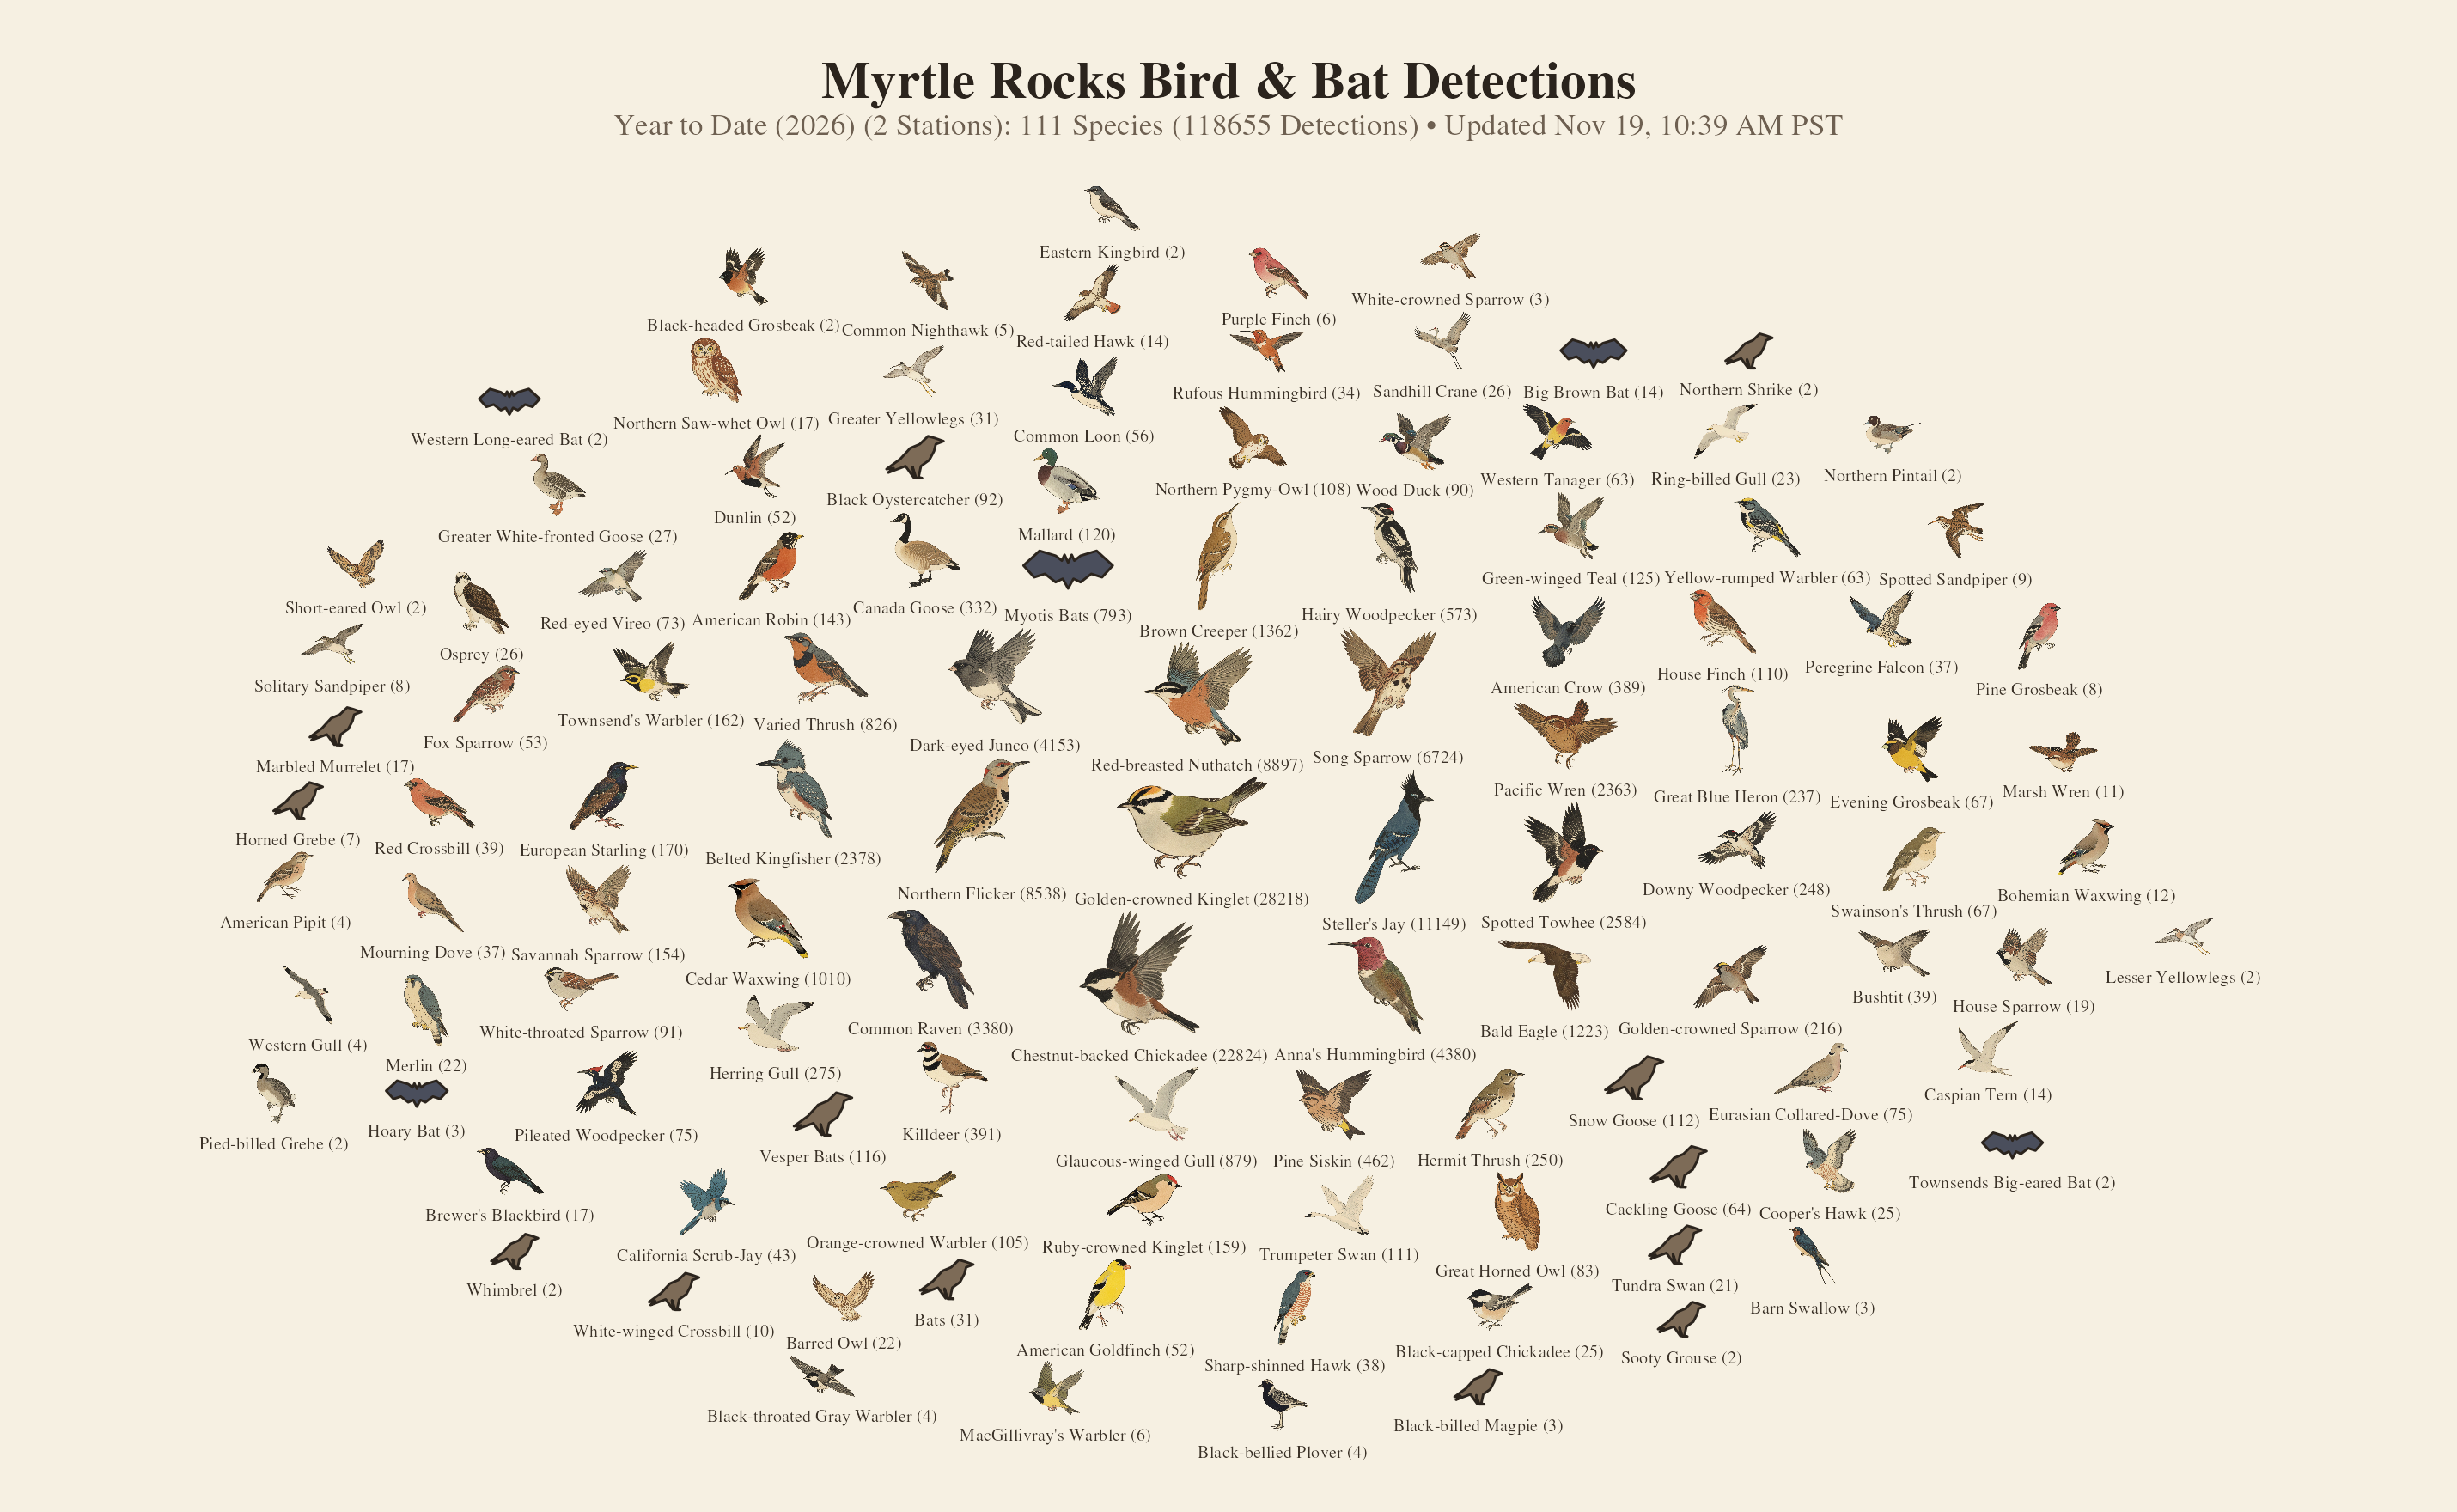 Myrtle Rocks Bird & Bat Detections
Year to Date (2026) (2 Stations): 111 Species (118655 Detections) • Updated Nov 19, 10:39 AM PST
Eastern Kingbird (2)
White-crowned Sparrow (3)
Purple Finch (6)
Black-headed Grosbeak (2)
Common Nighthawk (5)
Red-tailed Hawk (14)
Rufous Hummingbird (34)
Sandhill Crane (26)
Big Brown Bat (14)
Northern Shrike (2)
Northern Saw-whet Owl (17)
Greater Yellowlegs (31)
Common Loon (56)
Western Long-eared Bat (2)
Northern Pygmy-Owl (108)
Wood Duck (90)
Western Tanager (63)
Ring-billed Gull (23)
Northern Pintail (2)
Black Oystercatcher (92)
Dunlin (52)
Greater White-fronted Goose (27)
Mallard (120)
Green-winged Teal (125)
Yellow-rumped Warbler (63)
Spotted Sandpiper (9)
Short-eared Owl (2)
Red-eyed Vireo (73)
American Robin (143)
Canada Goose (332)
Myotis Bats (793)
Brown Creeper (1362)
Hairy Woodpecker (573)
Osprey (26)
American Crow (389)
House Finch (110)
Peregrine Falcon (37)
Pine Grosbeak (8)
Solitary Sandpiper (8)
Fox Sparrow (53)
Townsend's Warbler (162)
Varied Thrush (826)
Dark-eyed Junco (4153)
Red-breasted Nuthatch (8897)
Song Sparrow (6724)
Marbled Murrelet (17)
Pacific Wren (2363)
Great Blue Heron (237)
Evening Grosbeak (67)
Marsh Wren (11)
Horned Grebe (7)
Red Crossbill (39)
European Starling (170)
Belted Kingfisher (2378)
Northern Flicker (8538)
Golden-crowned Kinglet (28218)
Steller's Jay (11149)
Spotted Towhee (2584)
Downy Woodpecker (248)
Swainson's Thrush (67)
Bohemian Waxwing (12)
American Pipit (4)
Mourning Dove (37)
Savannah Sparrow (154)
Cedar Waxwing (1010)
Common Raven (3380)
Chestnut-backed Chickadee (22824)
Anna's Hummingbird (4380)
Bald Eagle (1223)
Golden-crowned Sparrow (216)
Bushtit (39)
House Sparrow (19)
Lesser Yellowlegs (2)
Western Gull (4)
Merlin (22)
White-throated Sparrow (91)
Herring Gull (275)
Killdeer (391)
Glaucous-winged Gull (879)
Pine Siskin (462)
Hermit Thrush (250)
Snow Goose (112)
Eurasian Collared-Dove (75)
Caspian Tern (14)
Pied-billed Grebe (2)
Hoary Bat (3)
Pileated Woodpecker (75)
Vesper Bats (116)
Townsends Big-eared Bat (2)
Brewer's Blackbird (17)
California Scrub-Jay (43)
Orange-crowned Warbler (105)
Ruby-crowned Kinglet (159)
Trumpeter Swan (111)
Great Horned Owl (83)
Cackling Goose (64)
Cooper's Hawk (25)
Whimbrel (2)
White-winged Crossbill (10)
Barred Owl (22)
Bats (31)
American Goldfinch (52)
Sharp-shinned Hawk (38)
Black-capped Chickadee (25)
Tundra Swan (21)
Barn Swallow (3)
Sooty Grouse (2)
Black-throated Gray Warbler (4)
MacGillivray's Warbler (6)
Black-bellied Plover (4)
Black-billed Magpie (3)